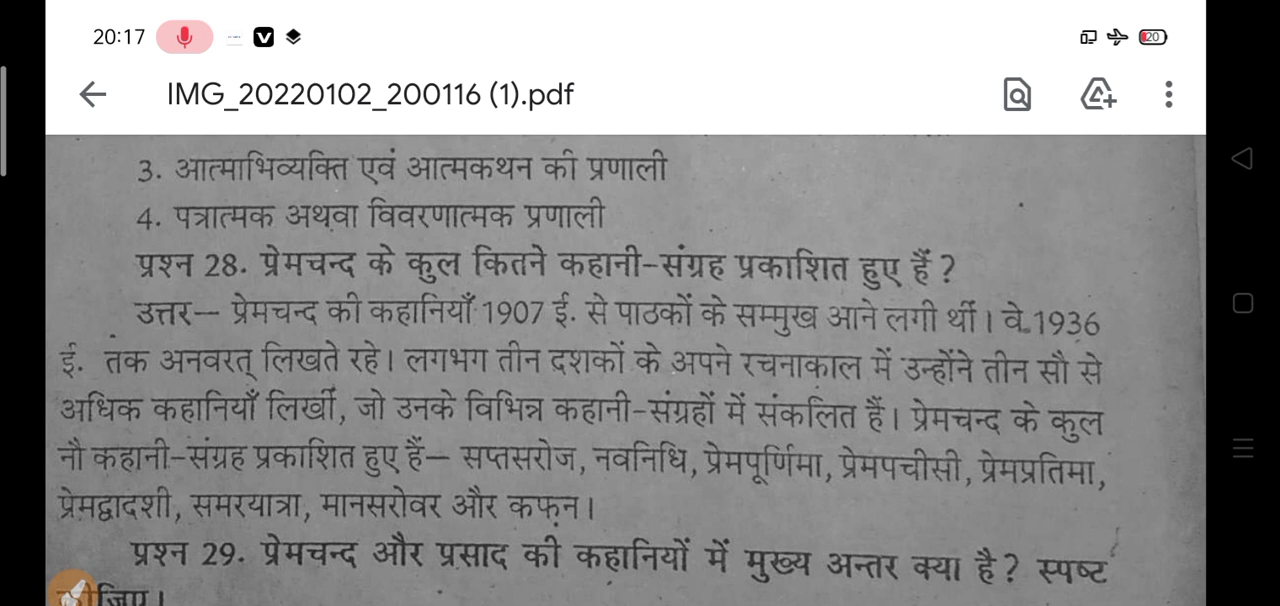 20:17
20
IMG_20220102_200116 (1).pdf
3. आत्माभिव्यक्ति एवं आत्मकथन की प्रणाली
4. पत्रात्मक अथवा विवरणात्मक प्रणाली
प्रश्न 28. प्रेमचन्द के कुल कितने कहानी-संग्रह प्रकाशित हुए हैं ?
उत्तर— प्रेमचन्द की कहानियाँ 1907 ई. से पाठकों के सम्मुख आने लगी थीं। वे 1936
ई. तक अनवरत् लिखते रहे। लगभग तीन दशकों के अपने रचनाकाल में उन्होंने तीन सौ से
अधिक कहानियाँ लिखीं, जो उनके विभिन्न कहानी-संग्रहों में संकलित हैं। प्रेमचन्द के कुल
नौ कहानी-संग्रह प्रकाशित हुए हैं— सप्तसरोज, नवनिधि, प्रेमपूर्णिमा, प्रेमपचीसी, प्रेमप्रतिमा,
प्रेमद्वादशी, समरयात्रा, मानसरोवर और कफन।
प्रश्न 29. प्रेमचन्द और प्रसाद की कहानियों में मुख्य अन्तर क्या है ? स्पष्ट